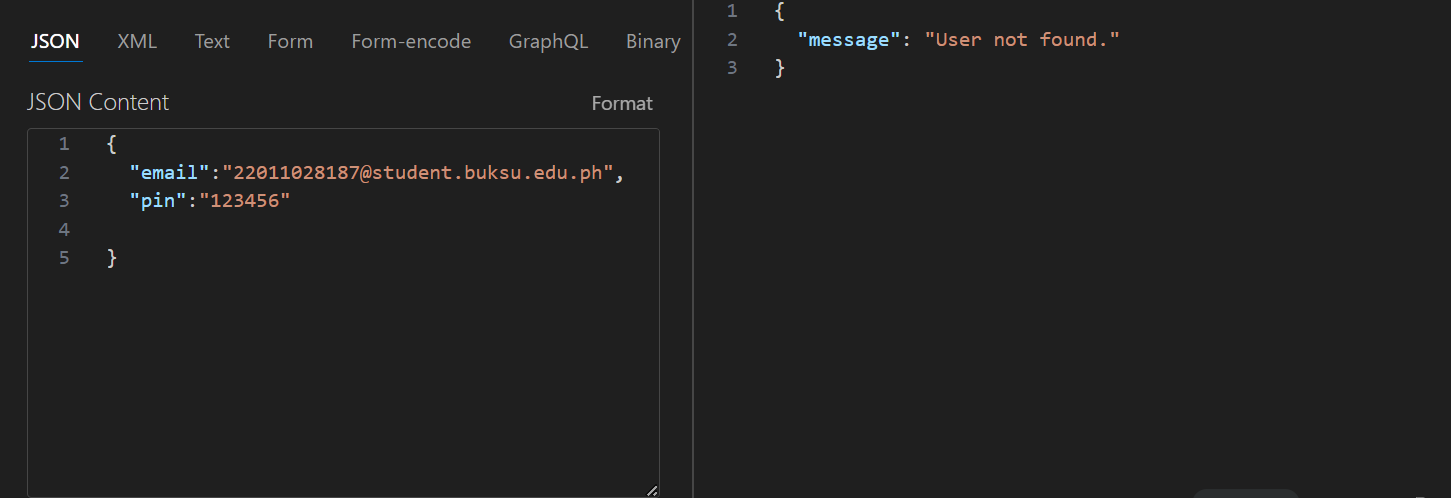 JSON XML Text Form Form-encode GraphQL Binary
JSON Content Format
1 {
2 "email":"22011028187@student.buksu.edu.ph",
3 "pin":"123456"
4
5 }
1 {
2 "message": "User not found."
3 }